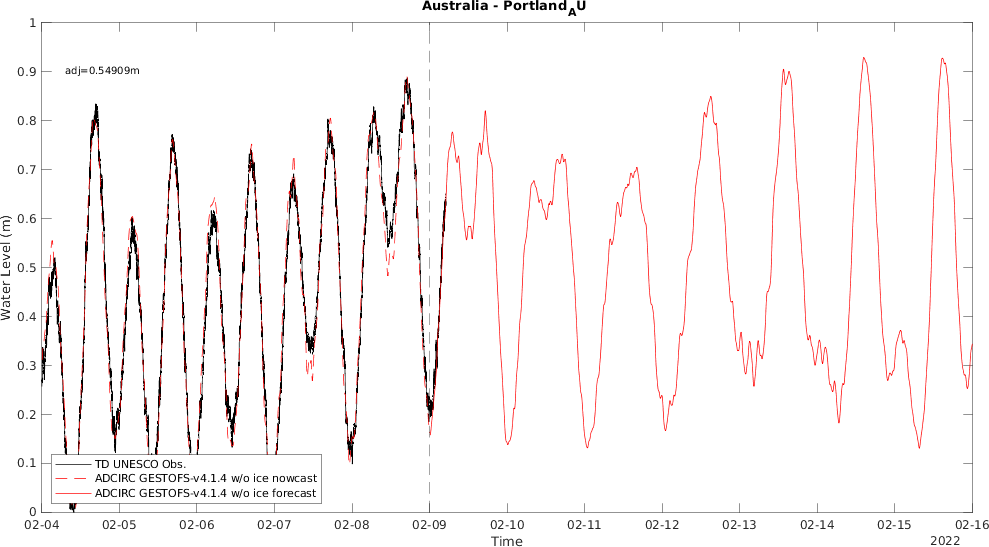 Australia - Portland_AU
1
0.9
0.8
0.7
0.6
0.5
0.4
0.3
0.2
0.1
0
Water Level (m)
adj=0.54909m
TD UNESCO Obs.
ADCIRC GESTOFS-v4.1.4 w/o ice nowcast
ADCIRC GESTOFS-v4.1.4 w/o ice forecast
02-04 02-05 02-06 02-07 02-08 02-09 02-10 02-11 02-12 02-13 02-14 02-15 02-16
Time
2022